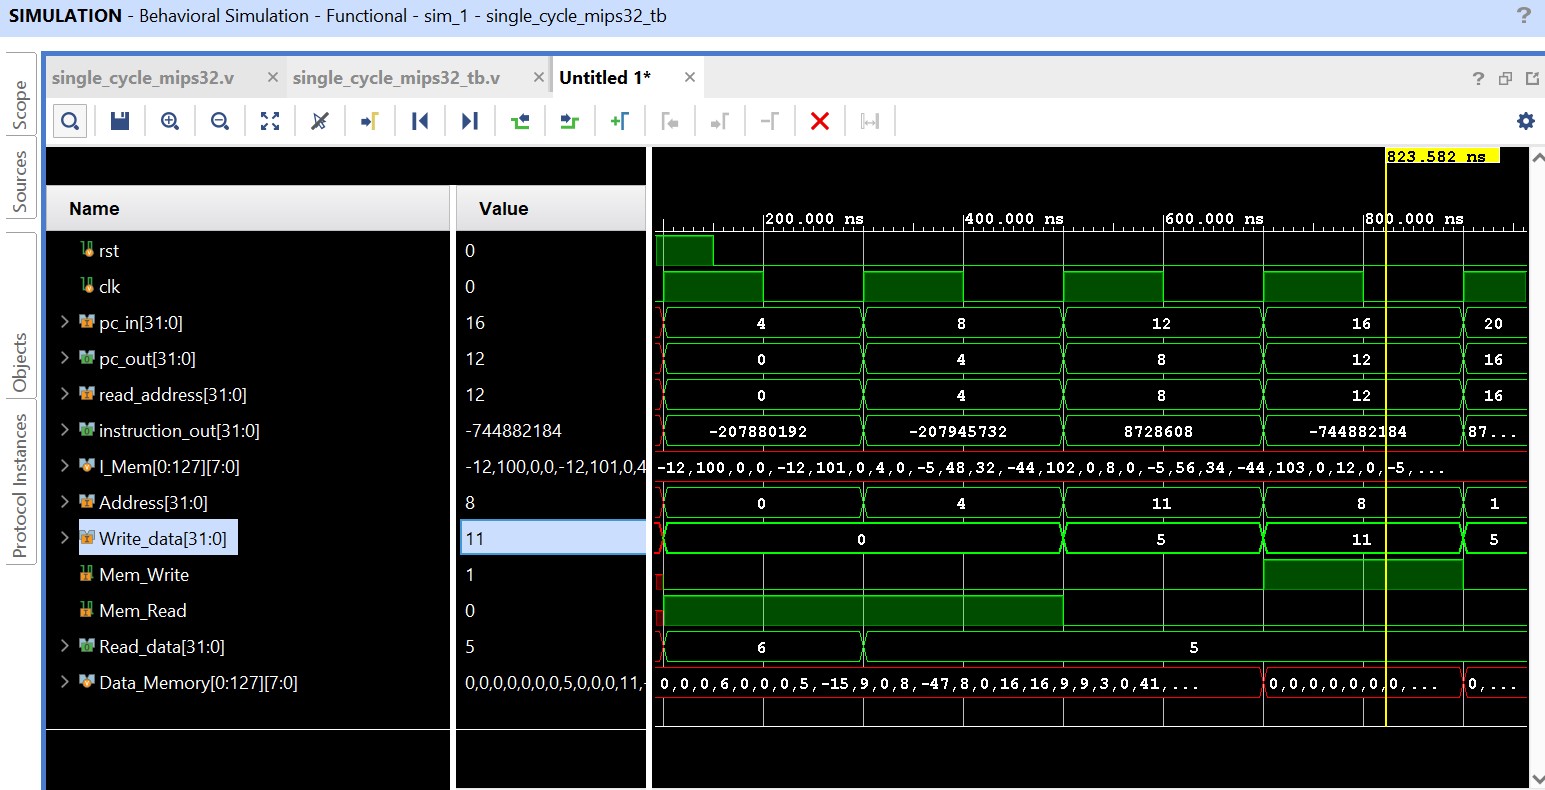 SIMULATION - Behavioral Simulation - Functional - sim_1 - single_cycle_mips32_tb ?
Scope
Sources
Objects
Protocol Instances
single_cycle_mips32.v × single_cycle_mips32_tb.v × Untitled 1* × ?
823.582 ns
Name Value
200.000 ns 400.000 ns 600.000 ns 800.000 ns
rst 0
clk 0
pc_in[31:0] 16 4 8 12 16 20
pc_out[31:0] 12 0 4 8 12 16
read_address[31:0] 12 0 4 8 12 16
instruction_out[31:0] -744882184 -207880192 -207945732 8728608 -744882184 87...
I_Mem[0:127][7:0] -12,100,0,0,-12,101,0,4 -12,100,0,0,-12,101,0,4,0,-5,48,32,-44,102,0,8,0,-5,56,34,-44,103,0,12,0,-5,...
Address[31:0] 8 0 4 11 8 1
Write_data[31:0] 11 0 5 11 5
Mem_Write 1
Mem_Read 0
Read_data[31:0] 5 6 5
Data_Memory[0:127][7:0] 0,0,0,0,0,0,0,5,0,0,0,11,- 0,0,0,6,0,0,0,5,-15,9,0,8,-47,8,0,16,16,9,9,3,0,41,... 0,0,0,0,0,0,0,... 0,...